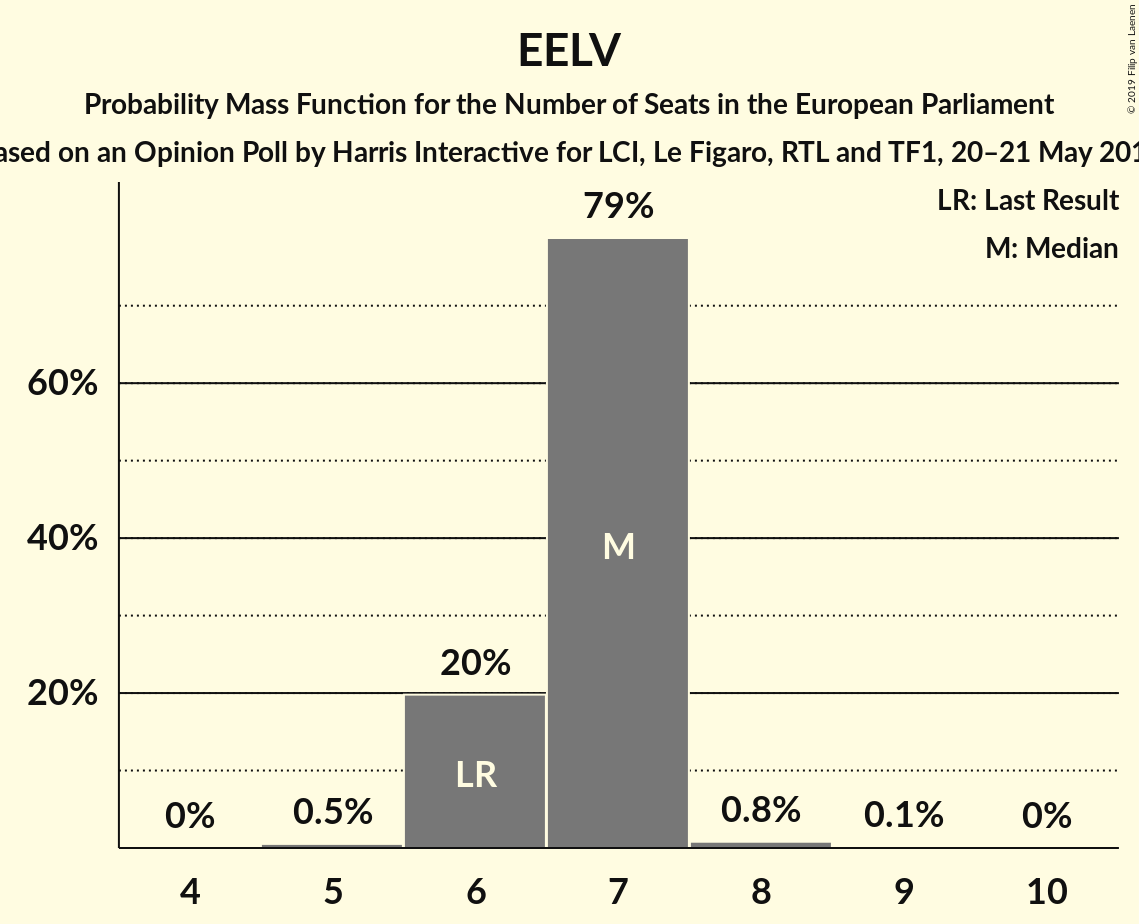 EELV
Probability Mass Function for the Number of Seats in the European Parliament
ased on an Opinion Poll by Harris Interactive for LCI, Le Figaro, RTL and TF1, 20–21 May 201
© 2019 Filip van Laenen
LR: Last Result
M: Median
79%
60%
40%
20%
M
20%
LR
0%
0.5%
0.8%
0.1%
0%
4 5 6 7 8 9 10